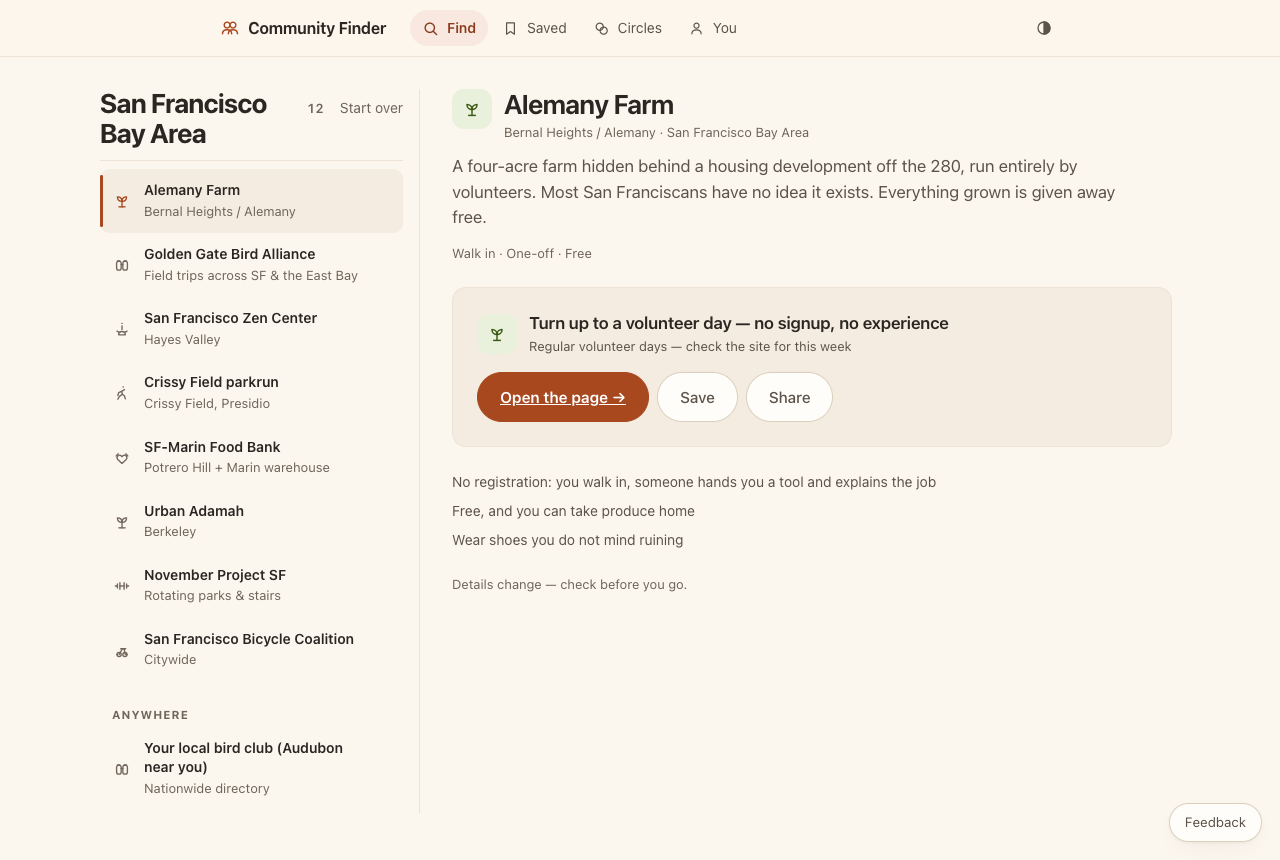 Community Finder
Find
Saved
Circles
You
San Francisco
Bay Area
12
Start over
Alemany Farm
Bernal Heights / Alemany
Golden Gate Bird Alliance
Field trips across SF & the East Bay
San Francisco Zen Center
Hayes Valley
Crissy Field parkrun
Crissy Field, Presidio
SF-Marin Food Bank
Potrero Hill + Marin warehouse
Urban Adamah
Berkeley
November Project SF
Rotating parks & stairs
San Francisco Bicycle Coalition
Citywide
ANYWHERE
Your local bird club (Audubon
near you)
Nationwide directory
Alemany Farm
Bernal Heights / Alemany · San Francisco Bay Area
A four-acre farm hidden behind a housing development off the 280, run entirely by
volunteers. Most San Franciscans have no idea it exists. Everything grown is given away
free.
Walk in · One-off · Free
Turn up to a volunteer day — no signup, no experience
Regular volunteer days — check the site for this week
Open the page →
Save
Share
No registration: you walk in, someone hands you a tool and explains the job
Free, and you can take produce home
Wear shoes you do not mind ruining
Details change — check before you go.
Feedback